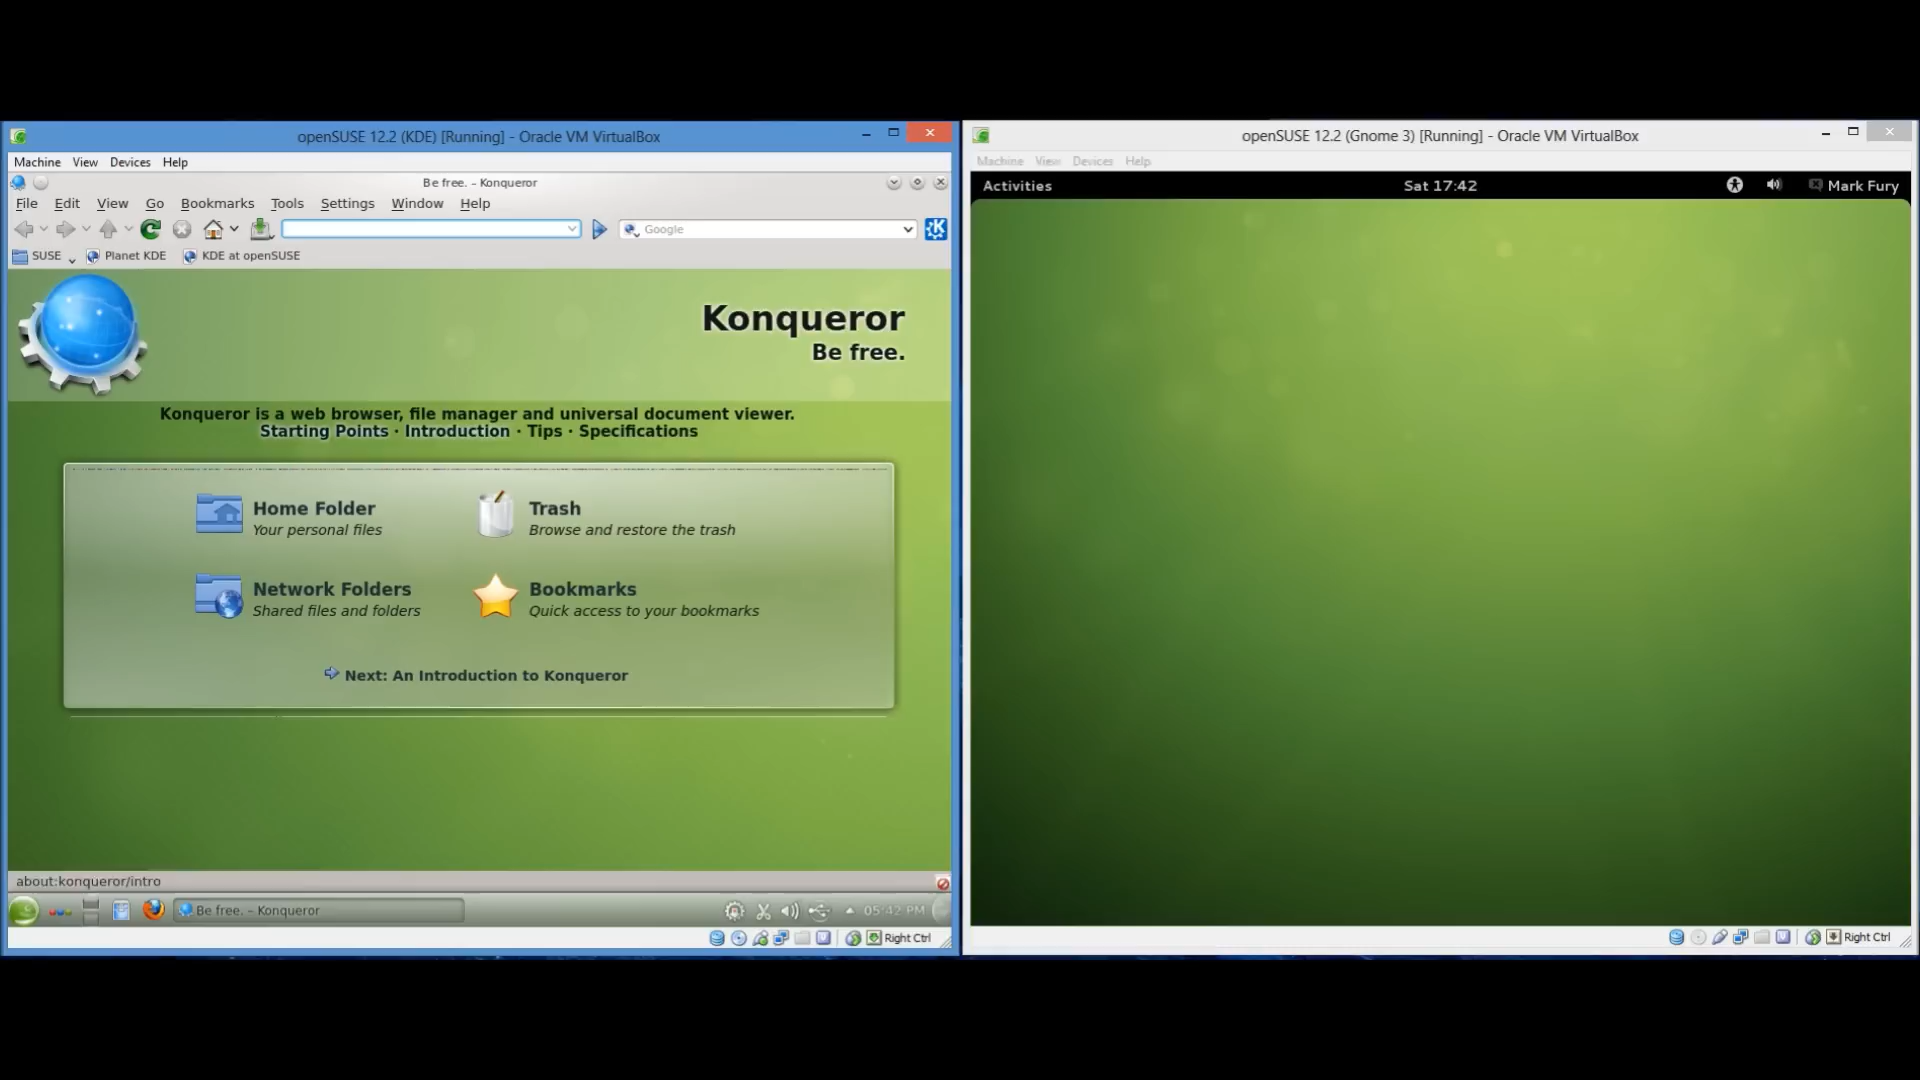 openSUSE 12.2 (KDE) [Running] - Oracle VM VirtualBox
Machine View Devices Help
Be free. – Konqueror
File Edit View Go Bookmarks Tools Settings Window Help
Google
SUSE Planet KDE KDE at openSUSE
Konqueror
Be free.
Konqueror is a web browser, file manager and universal document viewer.
Starting Points · Introduction · Tips · Specifications
Home Folder
Your personal files
Trash
Browse and restore the trash
Network Folders
Shared files and folders
Bookmarks
Quick access to your bookmarks
Next: An Introduction to Konqueror
about:konqueror/intro
Be free. – Konqueror
05:42 PM
Right Ctrl
openSUSE 12.2 (Gnome 3) [Running] - Oracle VM VirtualBox
Machine View Devices Help
Activities Sat 17:42 Mark Fury
Right Ctrl